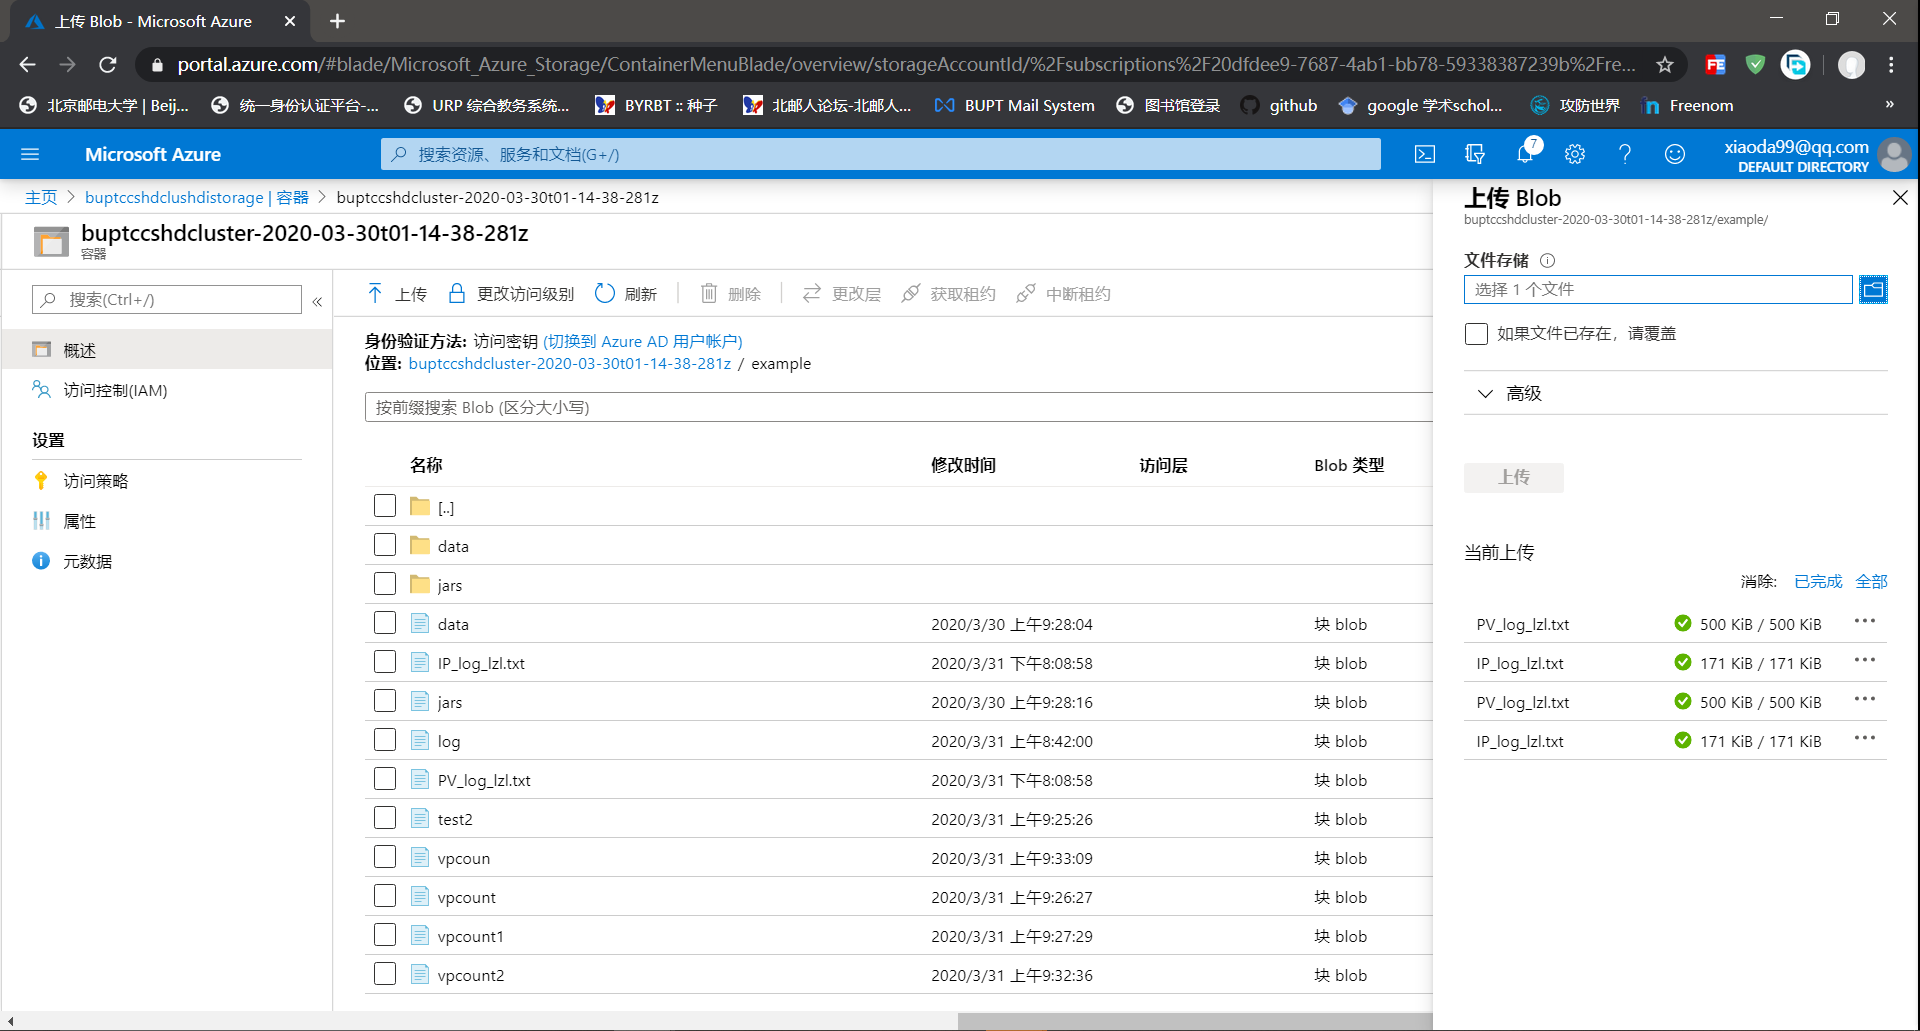 上传 Blob - Microsoft Azure
portal.azure.com/#blade/Microsoft_Azure_Storage/ContainerMenuBlade/overview/storageAccountId/%2Fsubscriptions%2F20dfdee9-7687-4ab1-bb78-59338387239b%2Fre...
北京邮电大学 | Beij...
统一身份认证平台-...
URP 综合教务系统...
BYRBT :: 种子
北邮人论坛-北邮人...
BUPT Mail System
图书馆登录
github
google 学术schol...
攻防世界
Freenom
»
Microsoft Azure
搜索资源、服务和文档(G+/)
7
xiaoda99@qq.com
DEFAULT DIRECTORY
主页 > buptccshdclushdistorage | 容器 > buptccshdcluster-2020-03-30t01-14-38-281z
buptccshdcluster-2020-03-30t01-14-38-281z
容器
搜索(Ctrl+/)
«
概述
访问控制(IAM)
设置
访问策略
属性
元数据
上传
更改访问级别
刷新
删除
更改层
获取租约
中断租约
身份验证方法: 访问密钥 (切换到 Azure AD 用户帐户)
位置: buptccshdcluster-2020-03-30t01-14-38-281z / example
按前缀搜索 Blob (区分大小写)
名称 修改时间 访问层 Blob 类型
[..]
data
jars
data 2020/3/30 上午9:28:04 块 blob
IP_log_lzl.txt 2020/3/31 下午8:08:58 块 blob
jars 2020/3/30 上午9:28:16 块 blob
log 2020/3/31 上午8:42:00 块 blob
PV_log_lzl.txt 2020/3/31 下午8:08:58 块 blob
test2 2020/3/31 上午9:25:26 块 blob
vpcoun 2020/3/31 上午9:33:09 块 blob
vpcount 2020/3/31 上午9:26:27 块 blob
vpcount1 2020/3/31 上午9:27:29 块 blob
vpcount2 2020/3/31 上午9:32:36 块 blob
上传 Blob
buptccshdcluster-2020-03-30t01-14-38-281z/example/
文件存储
选择 1 个文件
如果文件已存在，请覆盖
高级
上传
当前上传
消除: 已完成 全部
PV_log_lzl.txt 500 KiB / 500 KiB
IP_log_lzl.txt 171 KiB / 171 KiB
PV_log_lzl.txt 500 KiB / 500 KiB
IP_log_lzl.txt 171 KiB / 171 KiB